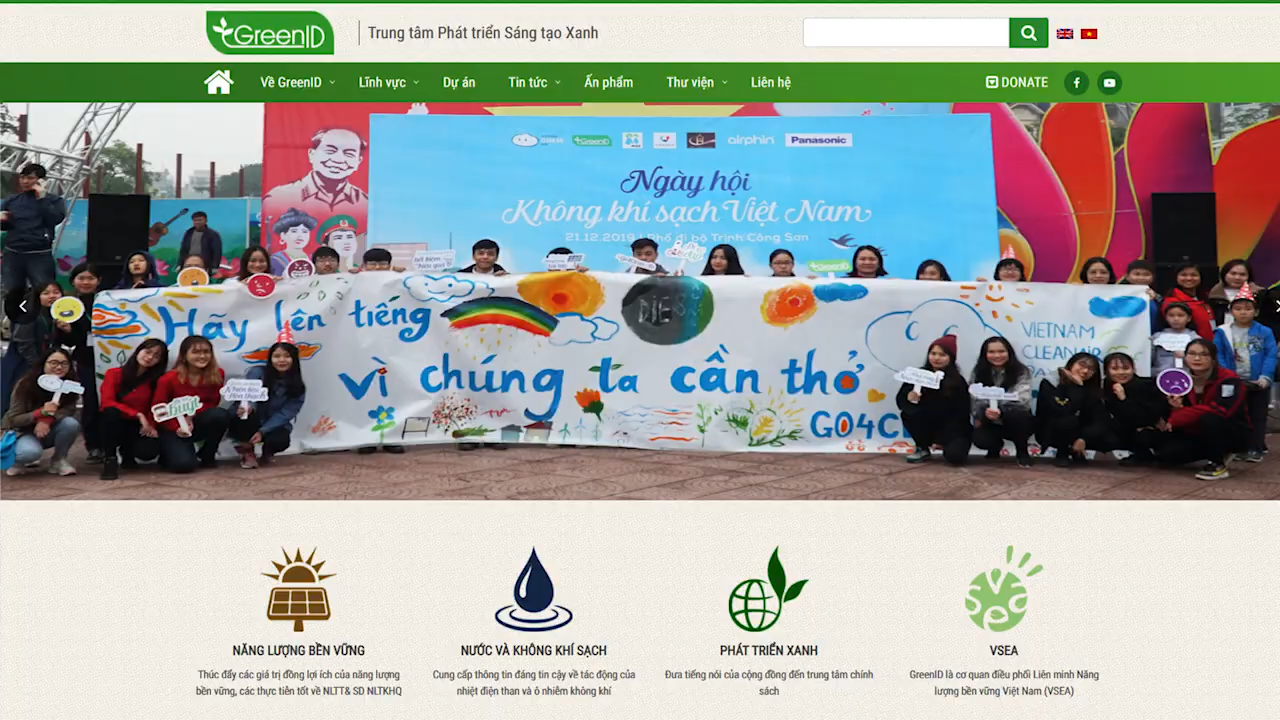 GreenID
Trung tâm Phát triển Sáng tạo Xanh
Về GreenID
Lĩnh vực
Dự án
Tin tức
Ấn phẩm
Thư viện
Liên hệ
DONATE
GreenID
airphin
Panasonic
Ngày hội
Không khí sạch Việt Nam
21.12.2019 | Phố đi bộ Trịnh Công Sơn
Hãy lên tiếng
vì chúng ta cần thở
VIETNAM
CLEANAIR
GO4C
buýt
NĂNG LƯỢNG BỀN VỮNG
Thúc đẩy các giá trị đồng lợi ích của năng lượng
bền vững, các thực tiễn tốt về NLTT& SD NLTKHQ
NƯỚC VÀ KHÔNG KHÍ SẠCH
Cung cấp thông tin đáng tin cậy về tác động của
nhiệt điện than và ô nhiễm không khí
PHÁT TRIỂN XANH
Đưa tiếng nói của cộng đồng đến trung tâm chính
sách
VSEA
VSEA
GreenID là cơ quan điều phối Liên minh Năng
lượng bền vững Việt Nam (VSEA)